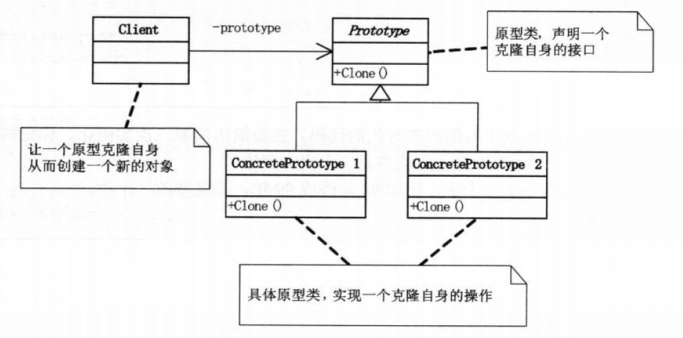 Client
-prototype
Prototype
+Clone()
原型类，声明一个
克隆自身的接口
让一个原型克隆自身
从而创建一个新的对象
ConcretePrototype 1
+Clone()
ConcretePrototype 2
+Clone()
具体原型类，实现一个克隆自身的操作